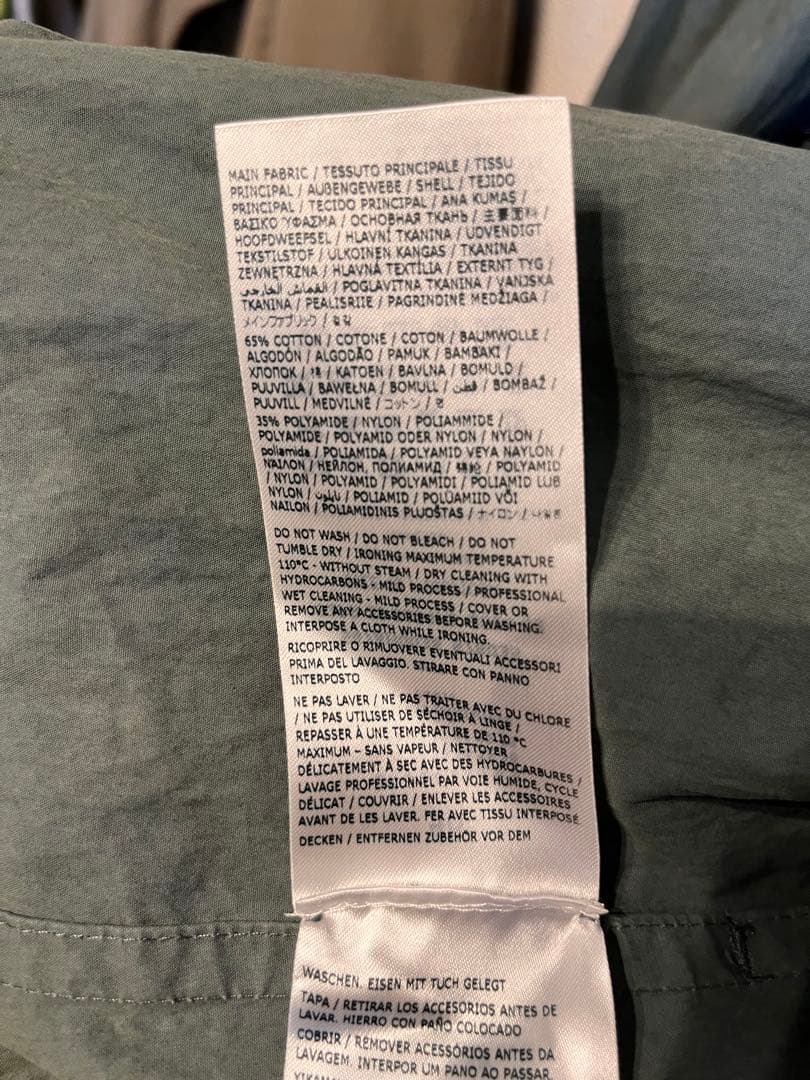 MAIN FABRIC / TESSUTO PRINCIPALE / TISSU
PRINCIPAL / AUßENGEWEBE / SHELL / TEJIDO
PRINCIPAL / TECIDO PRINCIPAL / ANA KUMAŞ /
ΒΑΣΙΚΟ ΎΦΑΣΜΑ / ОСНОВНАЯ ТКАНЬ / 主要面料 /
HOOFDWEEFSEL / HLAVNÍ TKANINA / UDVENDIGT
TEKSTILSTOF / ULKOINEN KANGAS / TKANINA
ZEWNĘTRZNA / HLAVNÁ TEXTÍLIA / EXTERNT TYG /
القماش الخارجي / POGLAVITNA TKANINA / VANJSKA
TKANINA / PEALISRIIE / PAGRINDINĖ MEDŽIAGA /
メインファブリック /
65% COTTON / COTONE / COTON / BAUMWOLLE /
ALGODÓN / ALGODÃO / PAMUK / ΒΑΜΒΑΚΙ /
ХЛОПОК / 棉 / KATOEN / BAVLNA / BOMULD /
PUUVILLA / BAWEŁNA / BOMULL / قطن / BOMBAŽ /
PUUVILL / MEDVILNĖ / コットン / 면
35% POLYAMIDE / NYLON / POLIAMMIDE /
POLYAMIDE / POLYAMID ODER NYLON / NYLON /
poliamida / POLIAMIDA / POLYAMID VEYA NAYLON /
ΝΑΙΛΟΝ / НЕЙЛОН, ПОЛИАМИД / 锦纶 / POLYAMID
/ NYLON / POLYAMID / POLYAMIDI / POLIAMID LUB
NYLON / نايلون / POLIAMID / POLÜAMIID VÕI
NAILON / POLIAMIDINIS PLUOŠTAS / ナイロン / 나일론
DO NOT WASH / DO NOT BLEACH / DO NOT
TUMBLE DRY / IRONING MAXIMUM TEMPERATURE
110°C - WITHOUT STEAM / DRY CLEANING WITH
HYDROCARBONS - MILD PROCESS / PROFESSIONAL
WET CLEANING - MILD PROCESS / COVER OR
REMOVE ANY ACCESSORIES BEFORE WASHING.
INTERPOSE A CLOTH WHILE IRONING.
RICOPRIRE O RIMUOVERE EVENTUALI ACCESSORI
PRIMA DEL LAVAGGIO. STIRARE CON PANNO
INTERPOSTO
NE PAS LAVER / NE PAS TRAITER AVEC DU CHLORE
/ NE PAS UTILISER DE SÉCHOIR À LINGE /
REPASSER À UNE TEMPÉRATURE DE 110 °C
MAXIMUM – SANS VAPEUR / NETTOYER
DÉLICATEMENT À SEC AVEC DES HYDROCARBURES /
LAVAGE PROFESSIONNEL PAR VOIE HUMIDE, CYCLE
DÉLICAT / COUVRIR / ENLEVER LES ACCESSOIRES
AVANT DE LES LAVER. FER AVEC TISSU INTERPOSÉ
DECKEN / ENTFERNEN ZUBEHÖR VOR DEM
WASCHEN. EISEN MIT TUCH GELEGT
TAPA / RETIRAR LOS ACCESORIOS ANTES DE
LAVAR. HIERRO CON PAÑO COLOCADO
COBRIR / REMOVER ACESSÓRIOS ANTES DA
LAVAGEM. INTERPOR UM PANO AO PASSAR